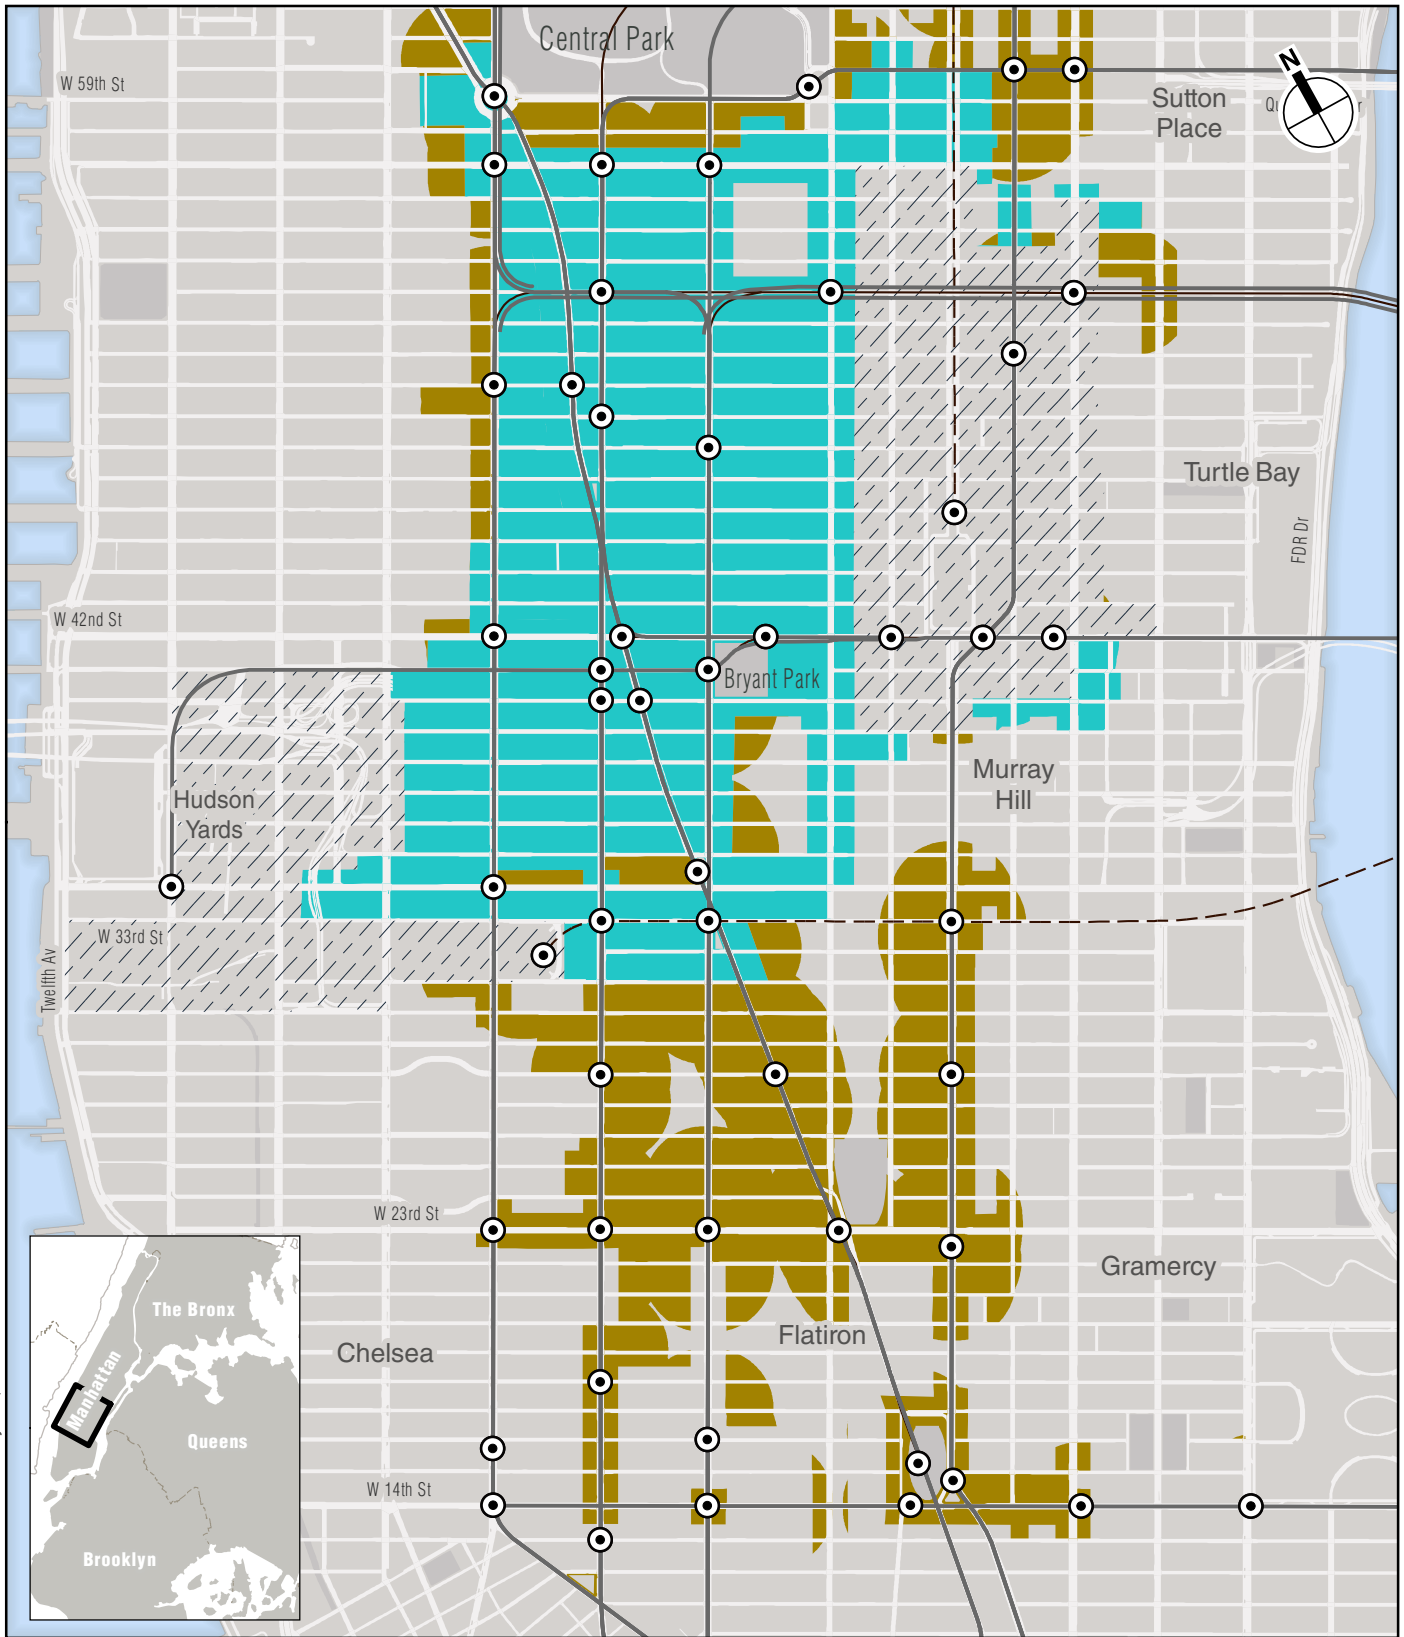 Central Park
N
W 59th St
Sutton
Place
Turtle Bay
FDR Dr
W 42nd St
Bryant Park
Murray
Hill
Hudson
Yards
W 33rd St
Twelfth Av
W 23rd St
Gramercy
Flatiron
Chelsea
W 14th St
The Bronx
Manhattan
Queens
Brooklyn